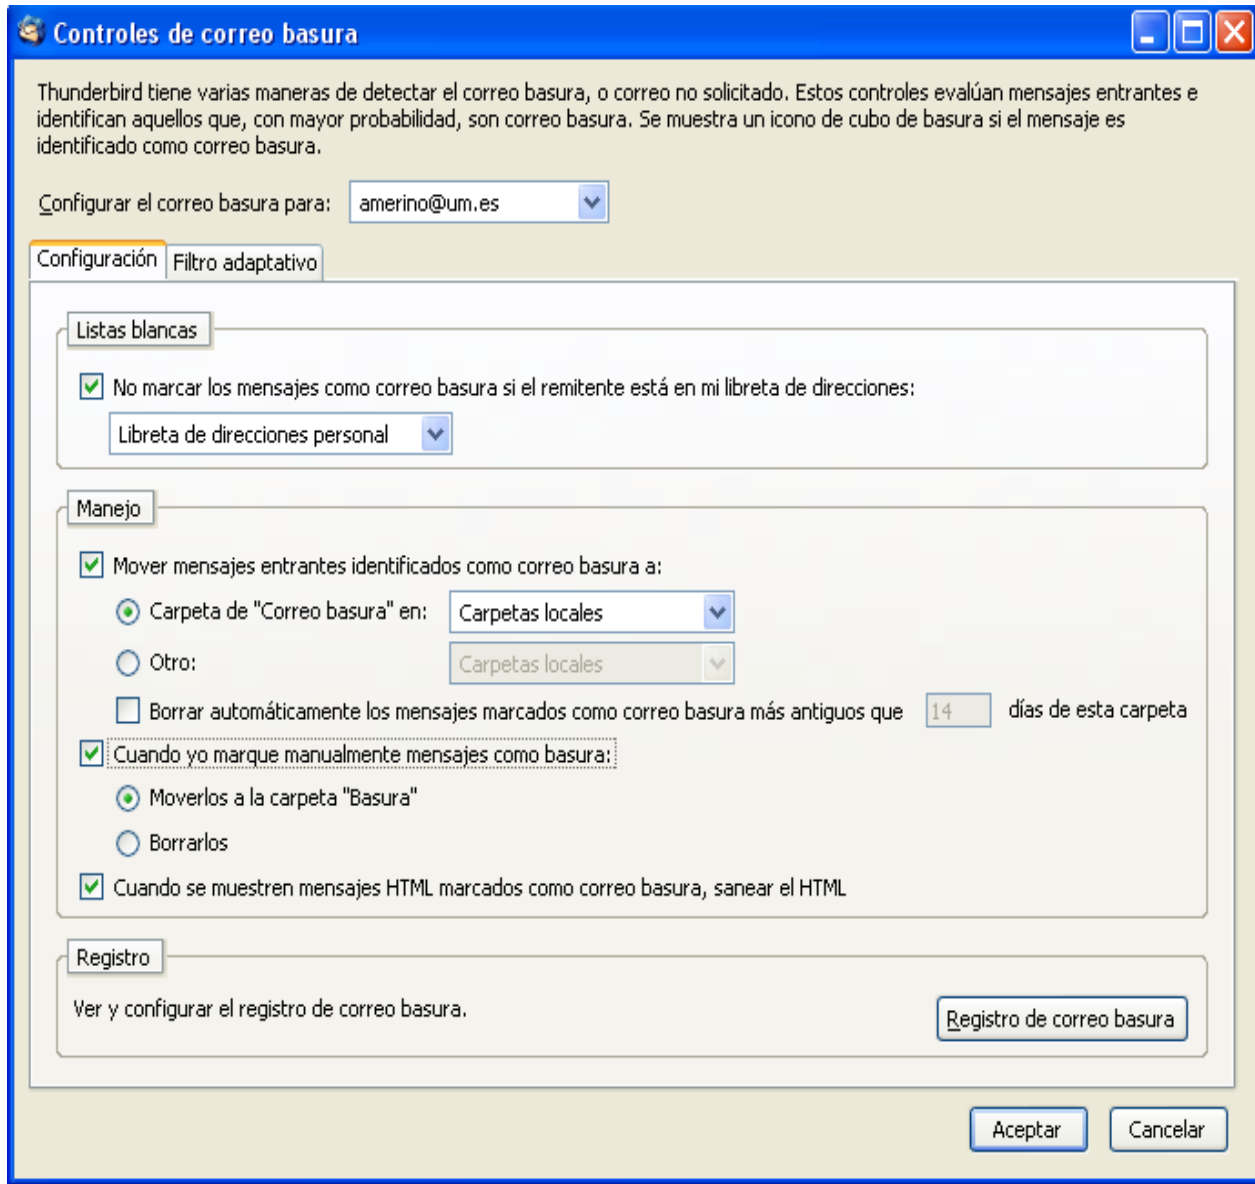 Controles de correo basura
Thunderbird tiene varias maneras de detectar el correo basura, o correo no solicitado. Estos controles evalúan mensajes entrantes e
identifican aquellos que, con mayor probabilidad, son correo basura. Se muestra un icono de cubo de basura si el mensaje es
identificado como correo basura.
Configurar el correo basura para: amerino@um.es
Configuración Filtro adaptativo
Listas blancas
No marcar los mensajes como correo basura si el remitente está en mi libreta de direcciones:
Libreta de direcciones personal
Manejo
Mover mensajes entrantes identificados como correo basura a:
Carpeta de "Correo basura" en: Carpetas locales
Otro: Carpetas locales
Borrar automáticamente los mensajes marcados como correo basura más antiguos que 14 días de esta carpeta
Cuando yo marque manualmente mensajes como basura:
Moverlos a la carpeta "Basura"
Borrarlos
Cuando se muestren mensajes HTML marcados como correo basura, sanear el HTML
Registro
Ver y configurar el registro de correo basura.
Registro de correo basura
Aceptar Cancelar